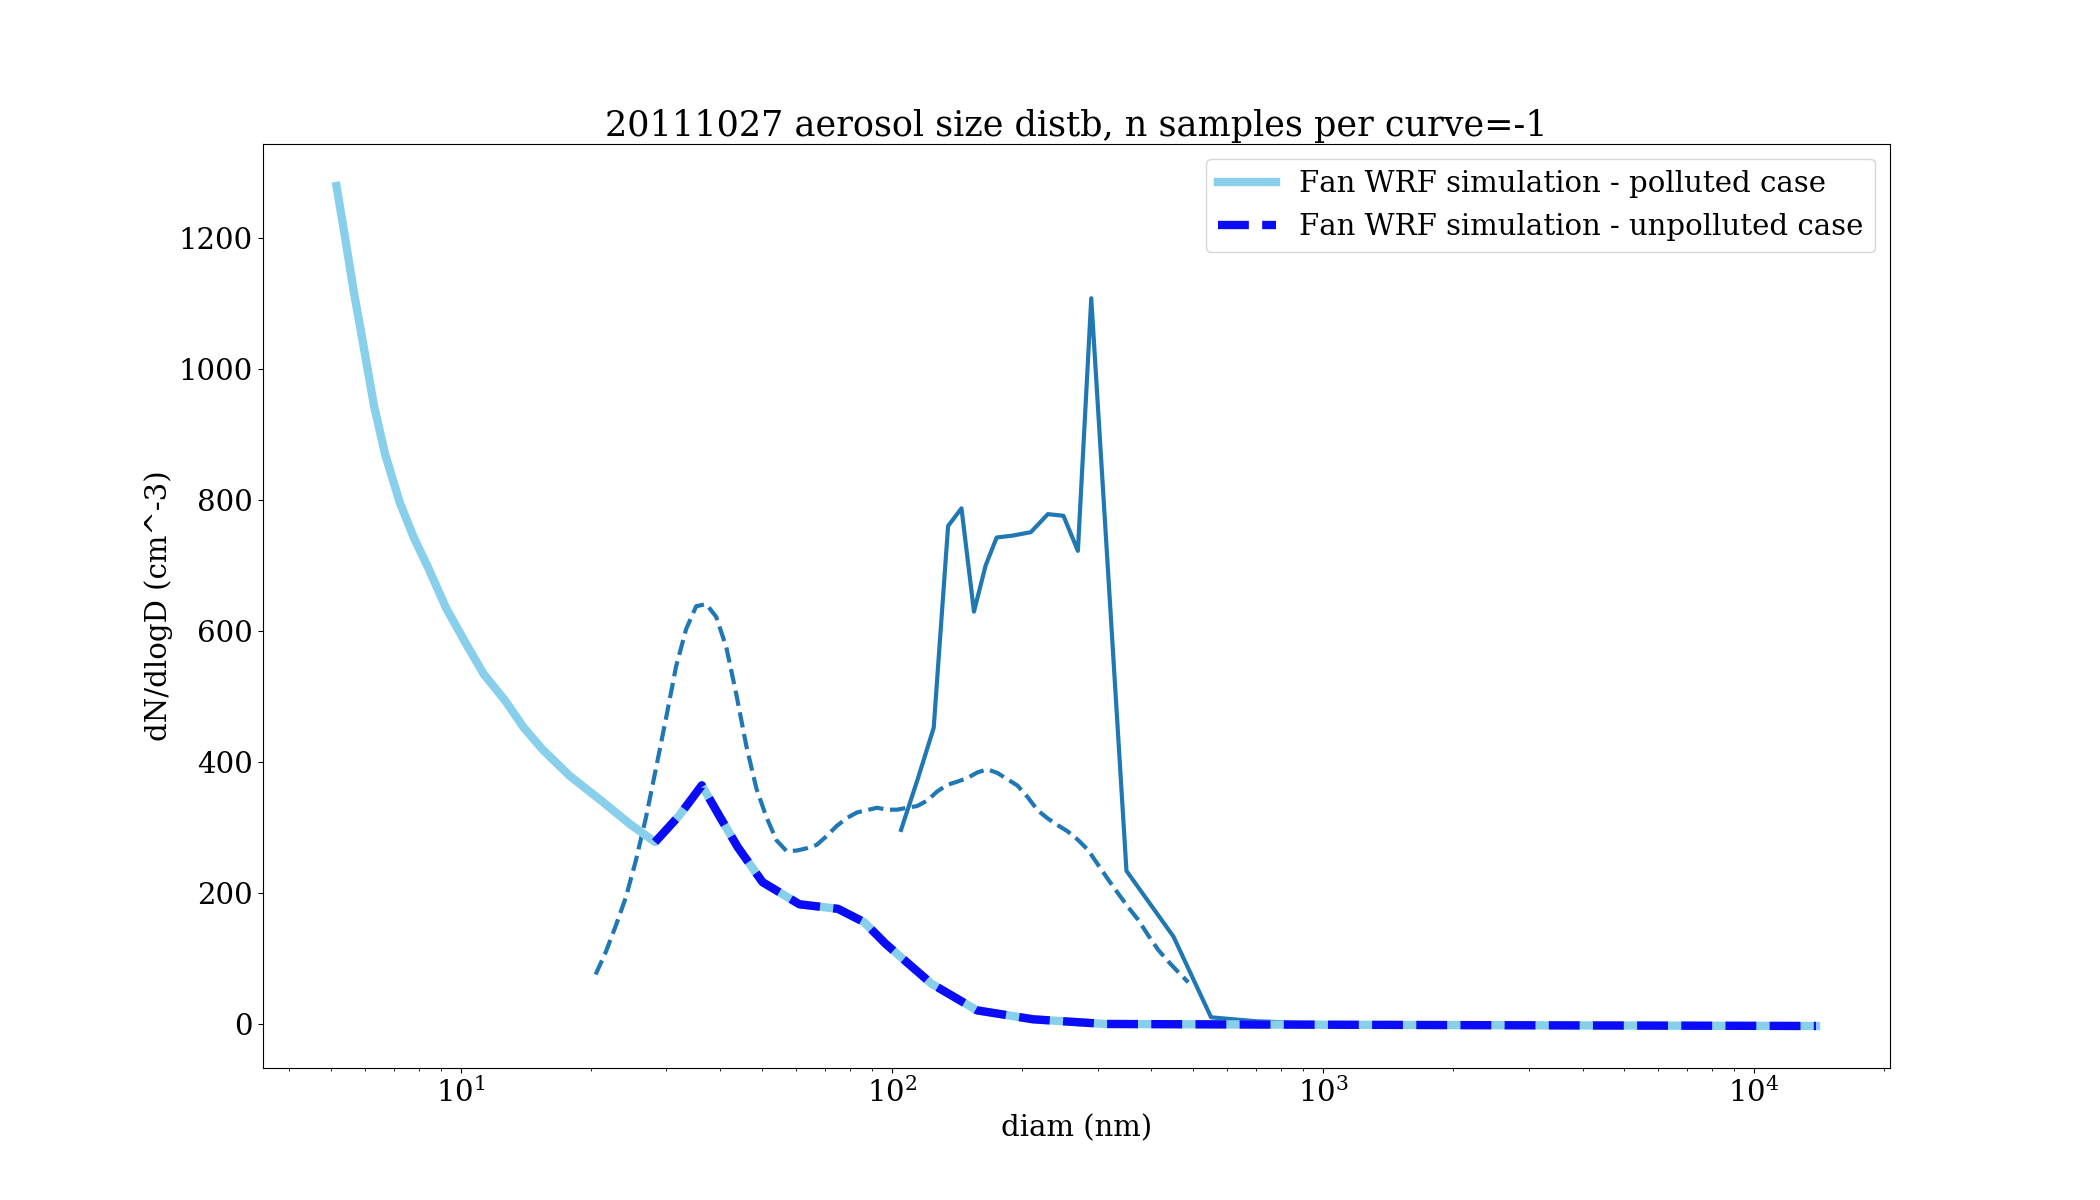 20111027 aerosol size distb, n samples per curve=-1
Fan WRF simulation - polluted case
Fan WRF simulation - unpolluted case
dN/dlogD (cm^-3)
1200
1000
800
600
400
200
0
10¹ 10² 10³ 10⁴
diam (nm)